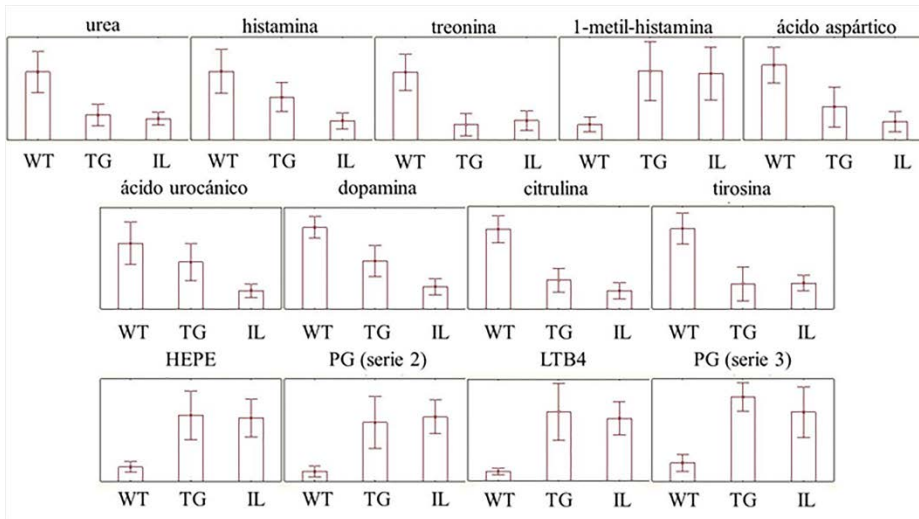 urea histamina treonina 1-metil-histamina ácido aspártico
WT TG IL WT TG IL WT TG IL WT TG IL WT TG IL
ácido urocánico dopamina citrulina tirosina
WT TG IL WT TG IL WT TG IL WT TG IL
HEPE PG (serie 2) LTB4 PG (serie 3)
WT TG IL WT TG IL WT TG IL WT TG IL